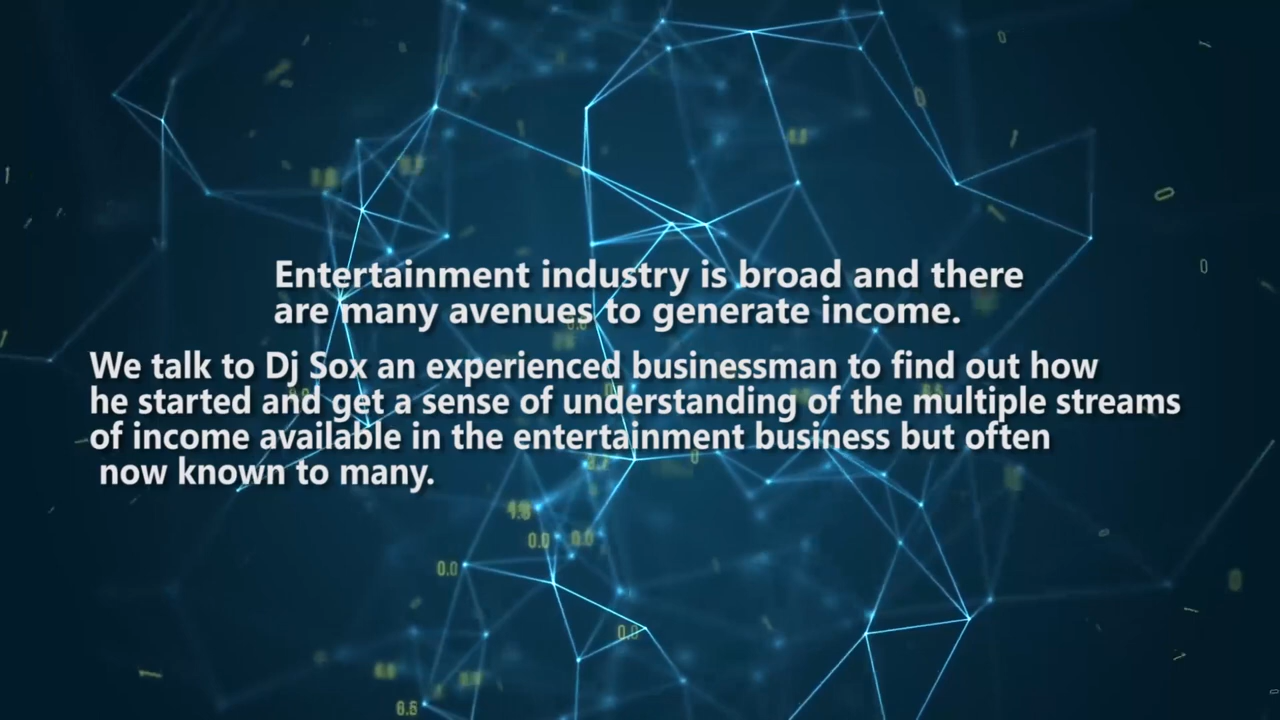 Entertainment industry is broad and there
are many avenues to generate income.
We talk to Dj Sox an experienced businessman to find out how
he started and get a sense of understanding of the multiple streams
of income available in the entertainment business but often
now known to many.